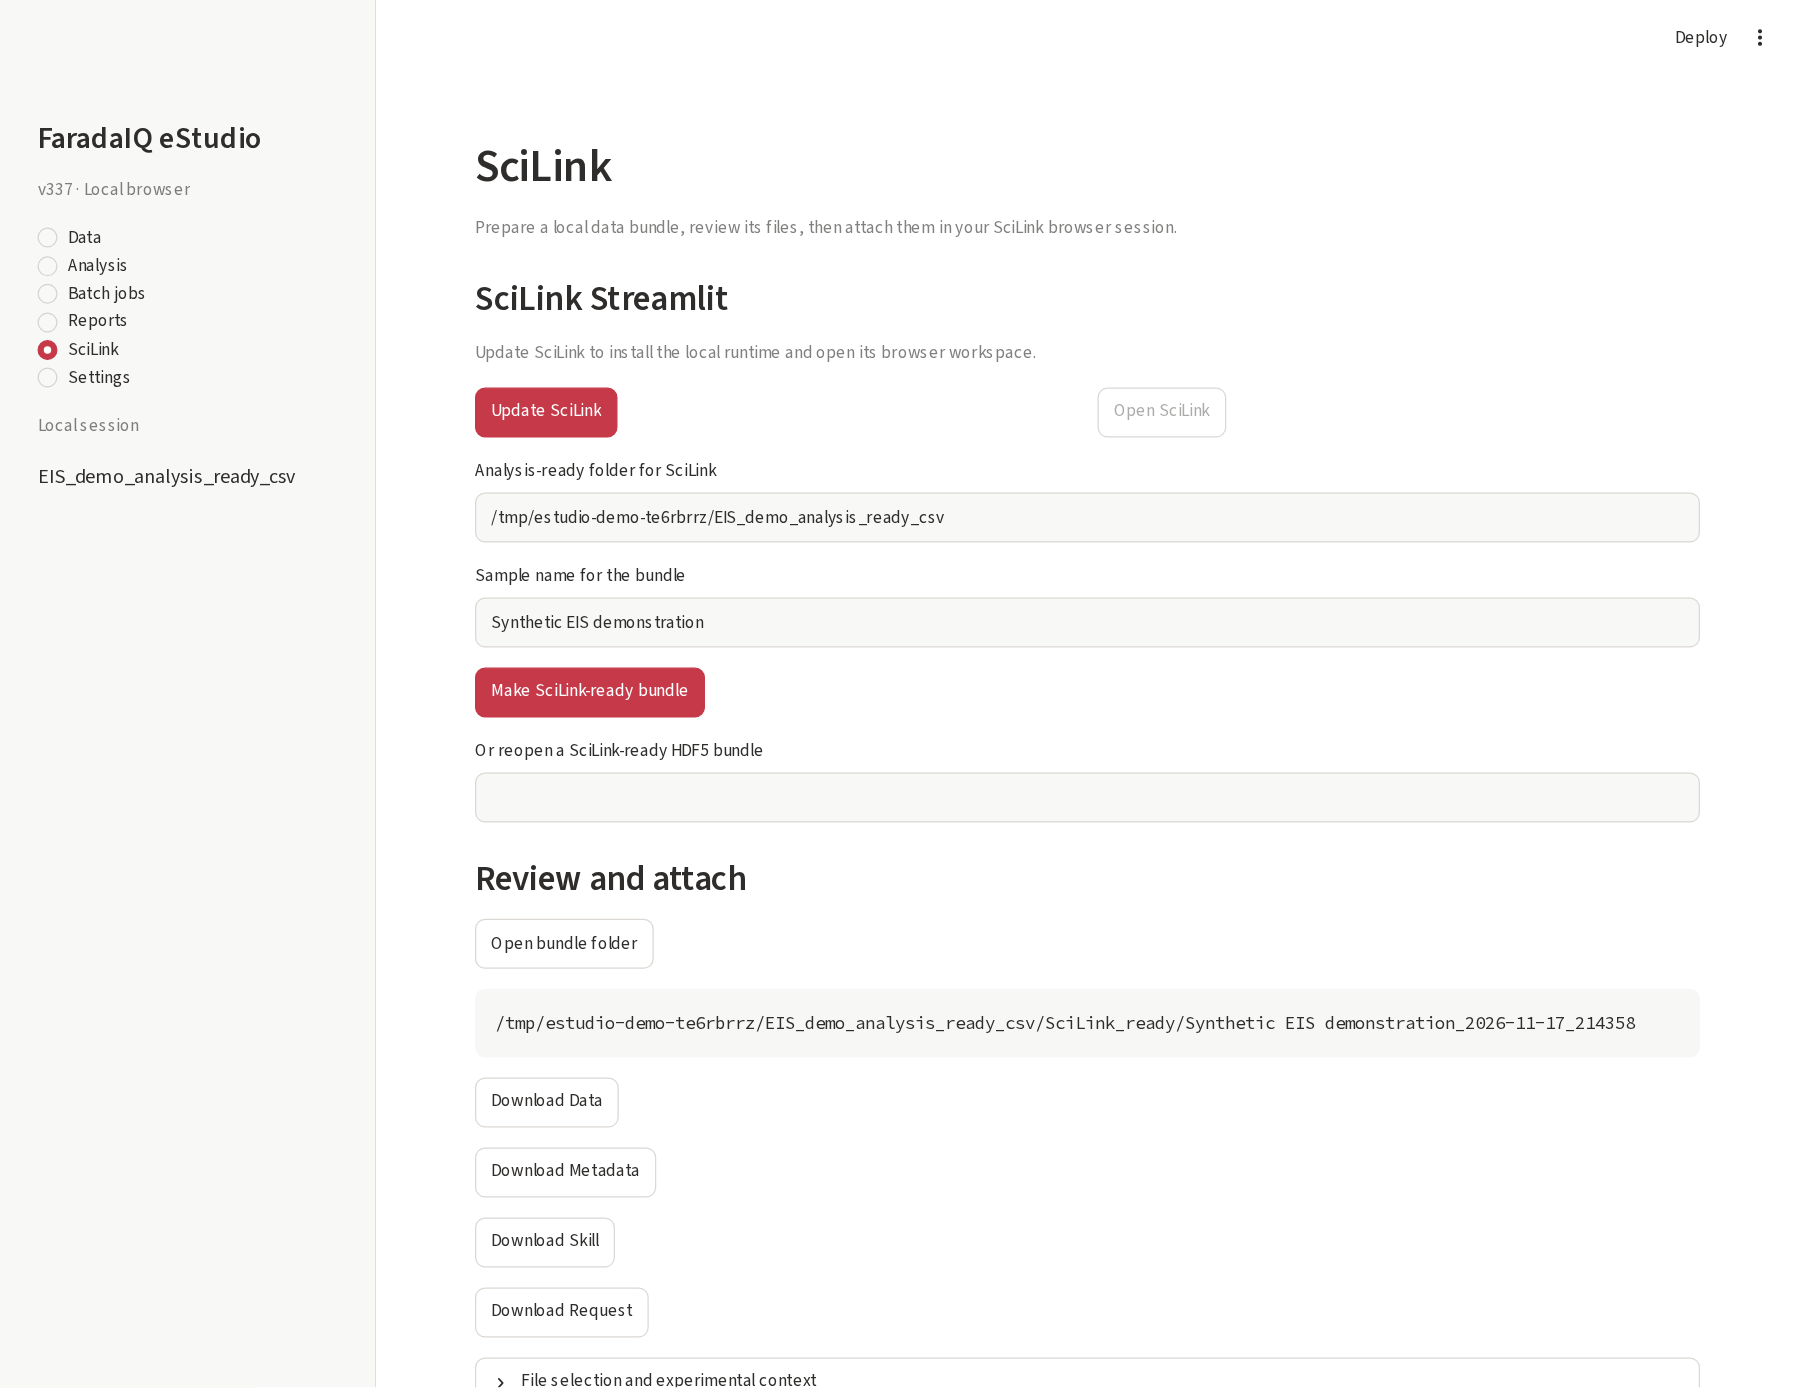 Deploy
FaradaIQ eStudio
v337 · Local browser
Data
Analysis
Batch jobs
Reports
SciLink
Settings
Local session
EIS_demo_analysis_ready_csv
SciLink
Prepare a local data bundle, review its files, then attach them in your SciLink browser session.
SciLink Streamlit
Update SciLink to install the local runtime and open its browser workspace.
Update SciLink
Open SciLink
Analysis-ready folder for SciLink
/tmp/estudio-demo-te6rbrrz/EIS_demo_analysis_ready_csv
Sample name for the bundle
Synthetic EIS demonstration
Make SciLink-ready bundle
Or reopen a SciLink-ready HDF5 bundle
Review and attach
Open bundle folder
/tmp/estudio-demo-te6rbrrz/EIS_demo_analysis_ready_csv/SciLink_ready/Synthetic EIS demonstration_2026-11-17_214358
Download Data
Download Metadata
Download Skill
Download Request
File selection and experimental context